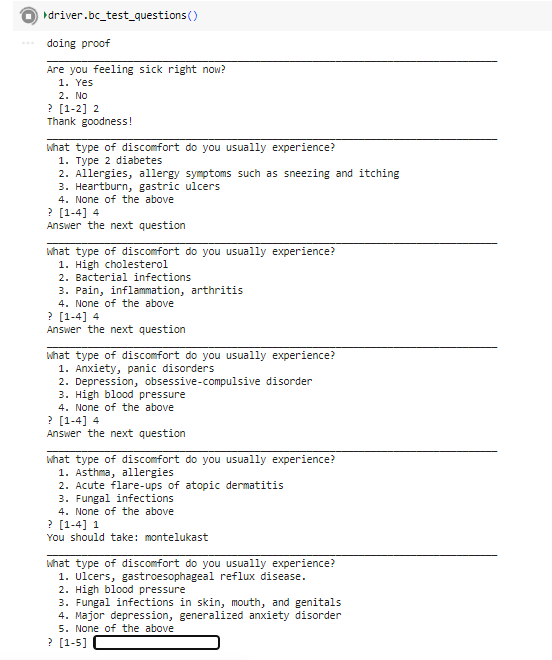 driver.bc_test_questions()
doing proof
Are you feeling sick right now?
1. Yes
2. No
? [1-2] 2
Thank goodness!
What type of discomfort do you usually experience?
1. Type 2 diabetes
2. Allergies, allergy symptoms such as sneezing and itching
3. Heartburn, gastric ulcers
4. None of the above
? [1-4] 4
Answer the next question
What type of discomfort do you usually experience?
1. High cholesterol
2. Bacterial infections
3. Pain, inflammation, arthritis
4. None of the above
? [1-4] 4
Answer the next question
What type of discomfort do you usually experience?
1. Anxiety, panic disorders
2. Depression, obsessive-compulsive disorder
3. High blood pressure
4. None of the above
? [1-4] 4
Answer the next question
What type of discomfort do you usually experience?
1. Asthma, allergies
2. Acute flare-ups of atopic dermatitis
3. Fungal infections
4. None of the above
? [1-4] 1
You should take: montelukast
What type of discomfort do you usually experience?
1. Ulcers, gastroesophageal reflux disease.
2. High blood pressure
3. Fungal infections in skin, mouth, and genitals
4. Major depression, generalized anxiety disorder
5. None of the above
? [1-5]